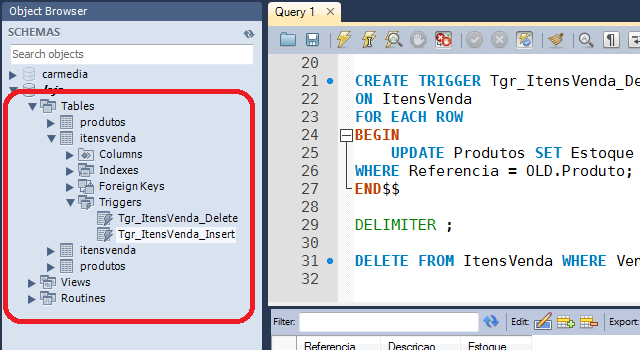 Object Browser
SCHEMAS
Search objects
carmedia
Tables
produtos
itensvenda
Columns
Indexes
Foreign Keys
Triggers
Tgr_ItensVenda_Delete
Tgr_ItensVenda_Insert
itensvenda
produtos
Views
Routines
Query 1
20
21 CREATE TRIGGER Tgr_ItensVenda_De
22 ON ItensVenda
23 FOR EACH ROW
24 BEGIN
25 UPDATE Produtos SET Estoque
26 WHERE Referencia = OLD.Produto;
27 END$$
28
29 DELIMITER ;
30
31 DELETE FROM ItensVenda WHERE Ven
32
Filter: Edit: Export:
Referencia Descricao Estoque